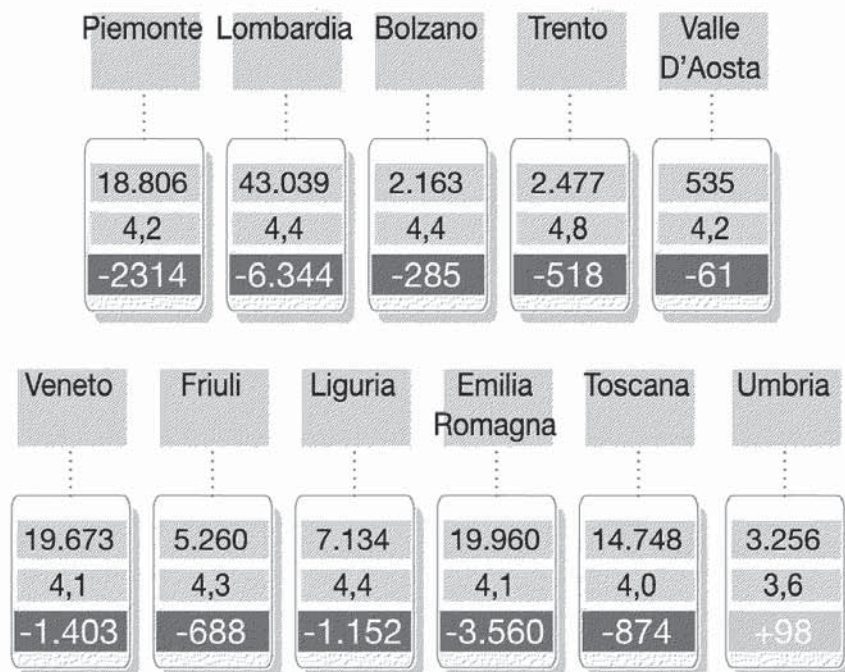 Piemonte Lombardia Bolzano Trento Valle
D'Aosta
18.806 43.039 2.163 2.477 535
4,2 4,4 4,4 4,8 4,2
-2314 -6.344 -285 -518 -61
Veneto Friuli Liguria Emilia Toscana Umbria
Romagna
19.673 5.260 7.134 19.960 14.748 3.256
4,1 4,3 4,4 4,1 4,0 3,6
-1.403 -688 -1.152 -3.560 -874 +98